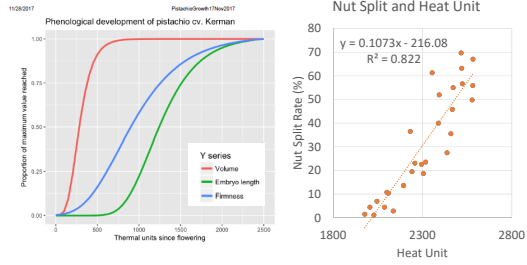 11/28/2017
PistachioGrowth17Nov2017
Phenological development of pistachio cv. Kerman
Proportion of maximum value reached
1.00
0.75
0.50
0.25
0.00
Y series
Volume
Embryo length
Firmness
0
500
1000
1500
2000
2500
Thermal units since flowering
Nut Split and Heat Unit
y = 0.1073x - 216.08
R² = 0.822
Nut Split Rate (%)
80
70
60
50
40
30
20
10
0
1800
2300
2800
Heat Unit